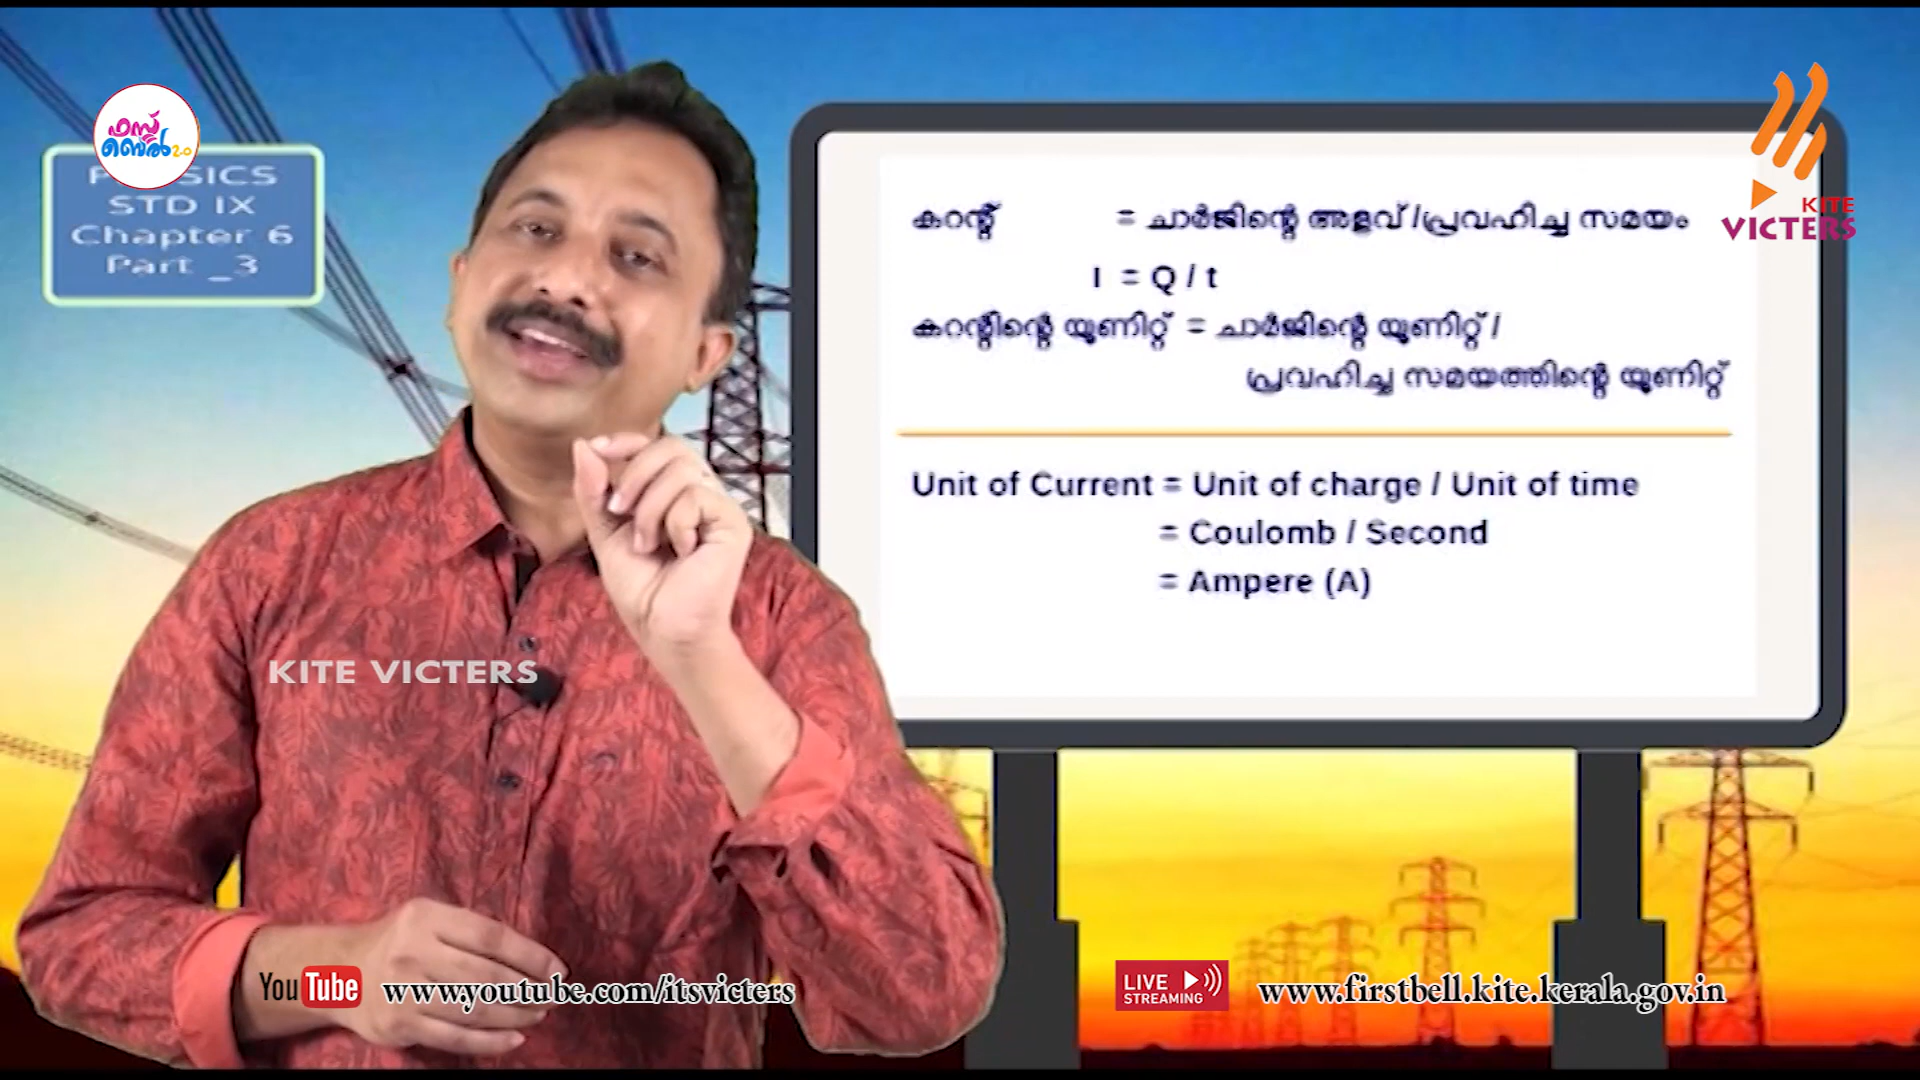 ഫസ്റ്റ്
ബെൽ 2.0
PHYSICS
STD IX
Chapter 6
Part _3
കറന്റ് = ചാർജിന്റെ അളവ് /പ്രവഹിച്ച സമയം
I = Q / t
കറന്റിന്റെ യൂണിറ്റ് = ചാർജിന്റെ യൂണിറ്റ് /
പ്രവഹിച്ച സമയത്തിന്റെ യൂണിറ്റ്
Unit of Current = Unit of charge / Unit of time
= Coulomb / Second
= Ampere (A)
KITE
VICTERS
KITE VICTERS
YouTube www.youtube.com/itsvicters
LIVE
STREAMING
www.firstbell.kite.kerala.gov.in